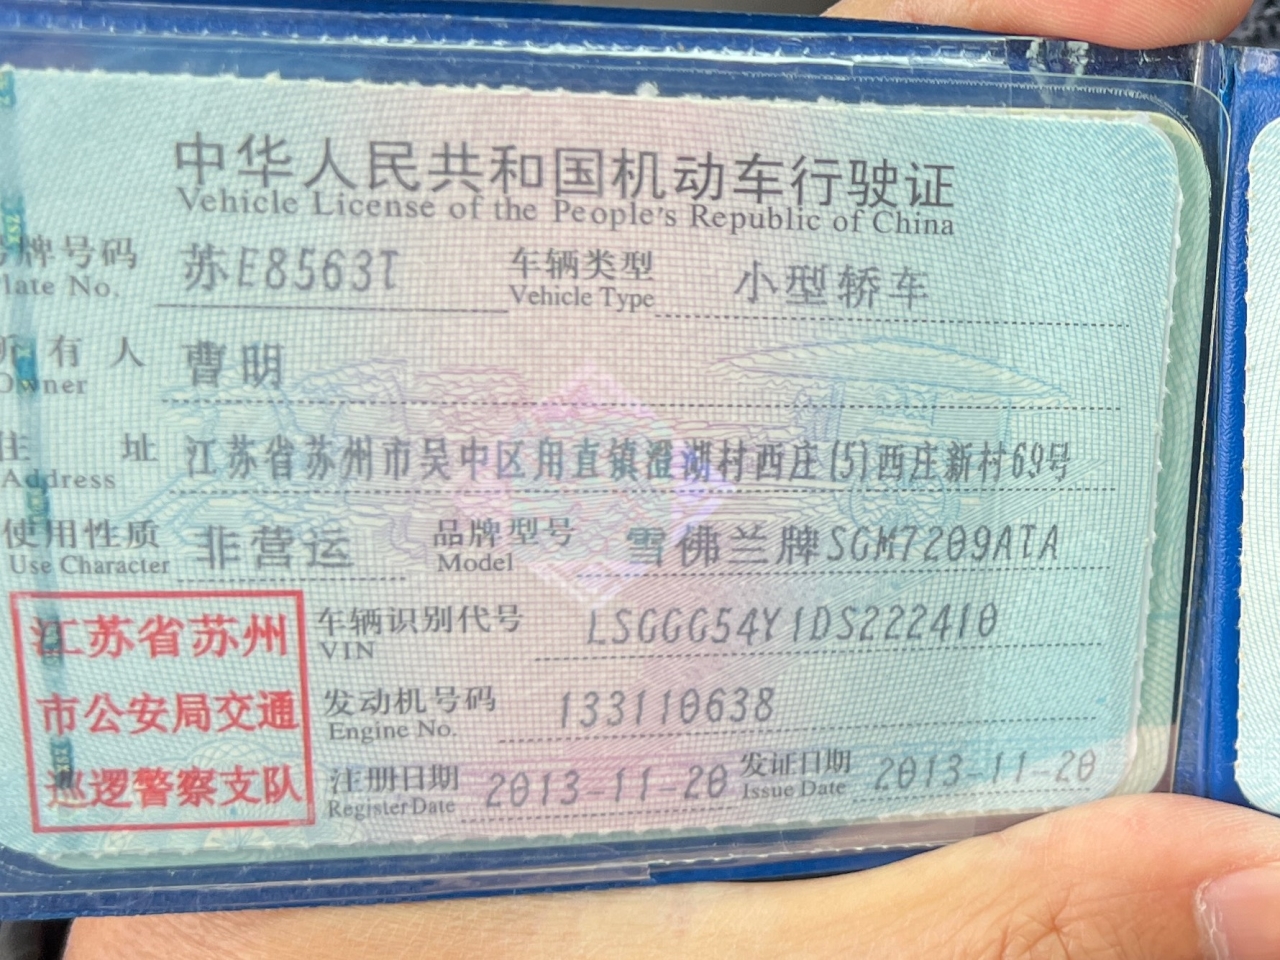 中华人民共和国机动车行驶证
Vehicle License of the People's Republic of China
号牌号码 苏E8563T 车辆类型 小型轿车
Plate No. Vehicle Type
所有人 曹明
Owner
住址 江苏省苏州市吴中区甪直镇澄湖村西庄(5)西庄新村69号
Address
使用性质 非营运 品牌型号 雪佛兰牌SGM7209ATA
Use Character Model
江苏省苏州 车辆识别代号 LSGGG54Y1DS222410
VIN
市公安局交通 发动机号码 133110638
Engine No.
巡逻警察支队 注册日期 2013-11-20 发证日期 2013-11-20
Register Date Issue Date